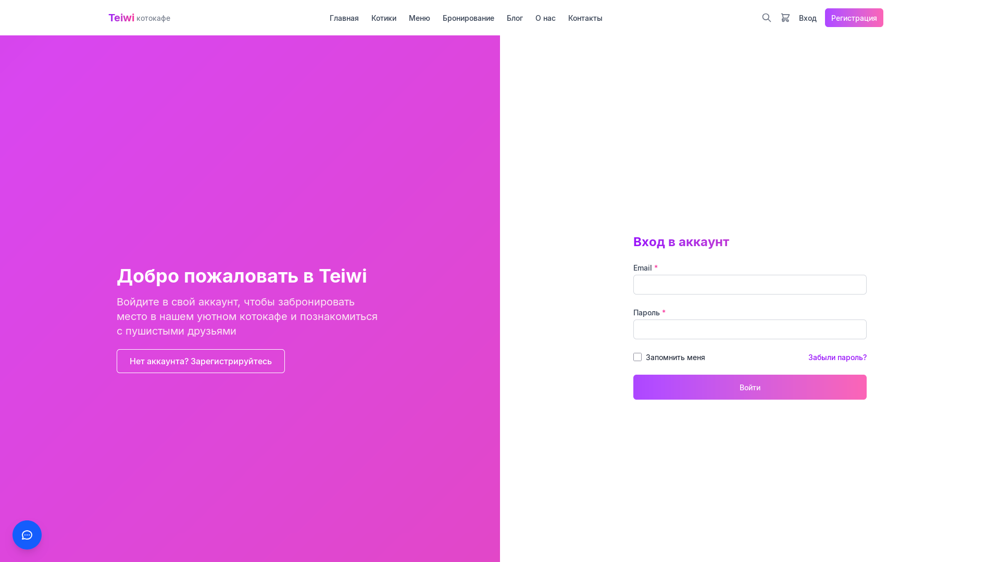 Teiwi котокафе
Главная Котики Меню Бронирование Блог О нас Контакты
Вход Регистрация
Добро пожаловать в Teiwi
Войдите в свой аккаунт, чтобы забронировать
место в нашем уютном котокафе и познакомиться
с пушистыми друзьями
Нет аккаунта? Зарегистрируйтесь
Вход в аккаунт
Email *
Пароль *
Запомнить меня Забыли пароль?
Войти